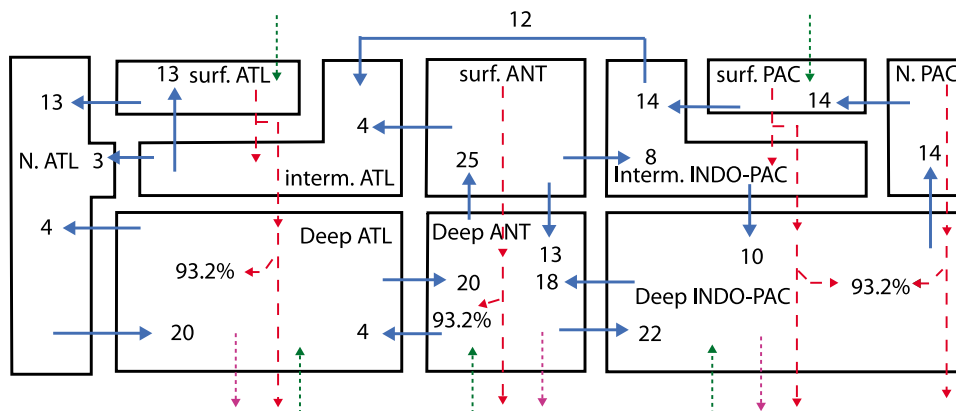 12
surf. ATL
surf. ANT
surf. PAC
N. PAC
13
13
14
14
4
N. ATL
3
25
8
14
interm. ATL
Interm. INDO-PAC
4
Deep ATL
Deep ANT
13
10
93.2%
20
18
Deep INDO-PAC
93.2%
93.2%
20
4
22